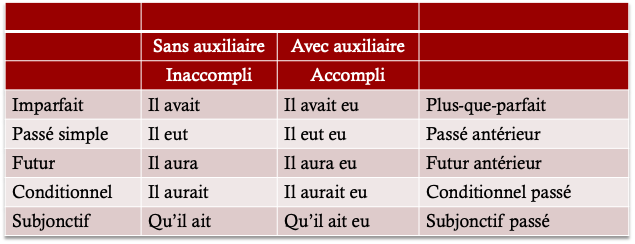 Sans auxiliaire Avec auxiliaire
Inaccompli Accompli
Imparfait Il avait Il avait eu Plus-que-parfait
Passé simple Il eut Il eut eu Passé antérieur
Futur Il aura Il aura eu Futur antérieur
Conditionnel Il aurait Il aurait eu Conditionnel passé
Subjonctif Qu’il ait Qu’il ait eu Subjonctif passé